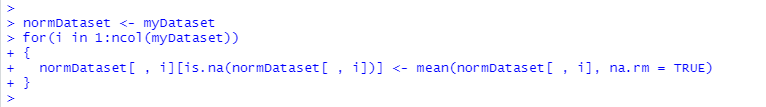 >
> normDataset <- myDataset
> for(i in 1:ncol(myDataset))
+ {
+   normDataset[ , i][is.na(normDataset[ , i])] <- mean(normDataset[ , i], na.rm = TRUE)
+ }
>